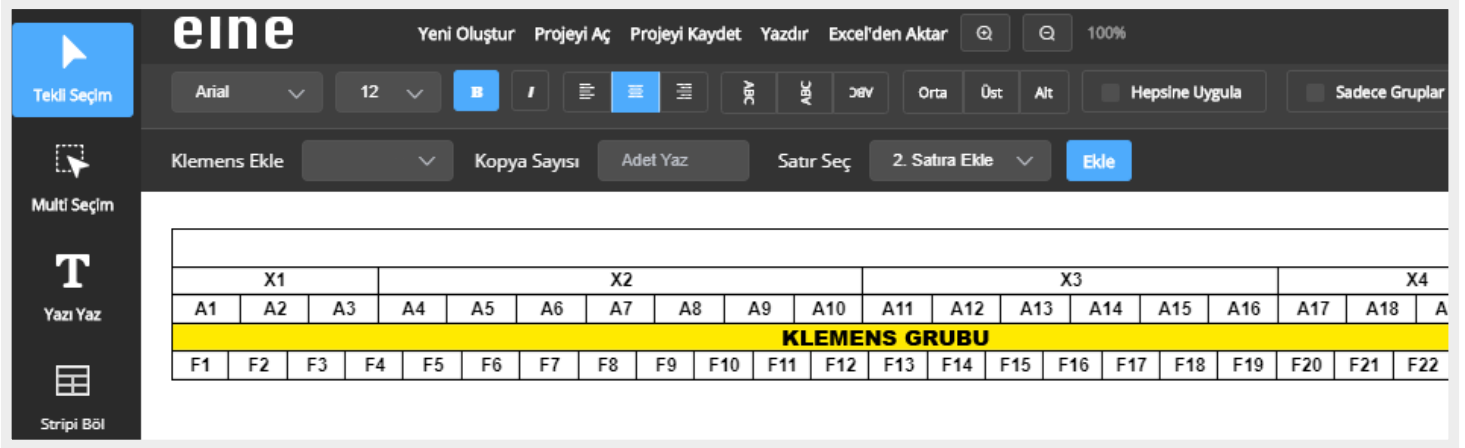 eine
Yeni Oluştur Projeyi Aç Projeyi Kaydet Yazdır Excel'den Aktar 100%
Tekli Seçim
Arial 12 B I ABC ABC ABC Orta Üst Alt Hepsine Uygula Sadece Gruplar
Klemens Ekle Kopya Sayısı Adet Yaz Satır Seç 2. Satıra Ekle Ekle
Multi Seçim
T
Yazı Yaz
Stripi Böl
X1 X2 X3 X4
A1 A2 A3 A4 A5 A6 A7 A8 A9 A10 A11 A12 A13 A14 A15 A16 A17 A18
KLEMENS GRUBU
F1 F2 F3 F4 F5 F6 F7 F8 F9 F10 F11 F12 F13 F14 F15 F16 F17 F18 F19 F20 F21 F22